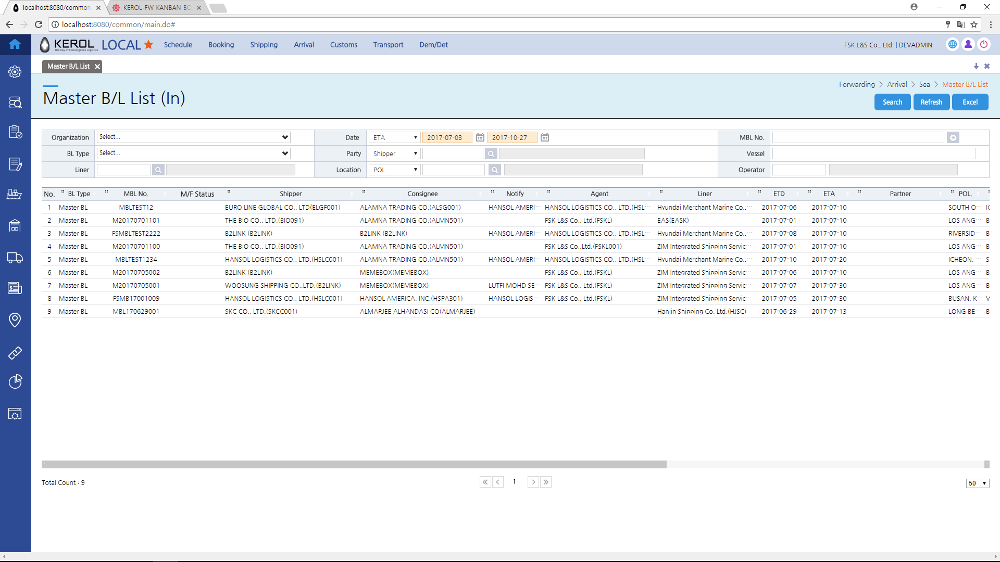 localhost:8080/common
KEROL-FW KANBAN BO
localhost:8080/common/main.do#
KEROL
The Key of Convergence Logistics
LOCAL
Schedule Booking Shipping Arrival Customs Transport Dem/Det
FSK L&S Co., Ltd. | DEVADMIN
Master B/L List
Forwarding > Arrival > Sea > Master B/L List
Master B/L List (In)
Search Refresh Excel
Organization Select... Date ETA 2017-07-03 2017-10-27 MBL No.
BL Type Select... Party Shipper Vessel
Liner Location POL Operator
No. BL Type MBL No. M/F Status Shipper Consignee Notify Agent Liner ETD ETA Partner POL.
1 Master BL MBLTEST12 EURO LINE GLOBAL CO., LTD(ELGF001) ALAMNA TRADING CO.(ALSG001) HANSOL AMERI··· HANSOL LOGISTICS CO., LTD.(HSL··· Hyundai Merchant Marine Co.,··· 2017-07-06 2017-07-10 SOUTH O··· IC
2 Master BL M20170701101 THE BIO CO., LTD.(BIO091) ALAMNA TRADING CO.(ALMN501) FSK L&S Co., Ltd.(FSKL) EAS(EASK) 2017-07-01 2017-07-10 LOS ANG··· B
3 Master BL FSMBLTEST2222 B2LINK (B2LINK) B2LINK (B2LINK) HANSOL AMERI··· HANSOL LOGISTICS CO., LTD.(HSL··· Hyundai Merchant Marine Co.,··· 2017-07-08 2017-07-10 RIVERSID··· B
4 Master BL M20170701100 THE BIO CO., LTD.(BIO091) ALAMNA TRADING CO.(ALMN501) FSK L&S Co.,Ltd.(FSKL001) ZIM Integrated Shipping Servic··· 2017-07-01 2017-07-10 LOS ANG··· B
5 Master BL MBLTEST1234 HANSOL LOGISTICS CO., LTD.(HSLC001) ALAMNA TRADING CO.(ALMN501) HANSOL AMERI··· HANSOL LOGISTICS CO., LTD.(HSL··· Hyundai Merchant Marine Co.,··· 2017-07-10 2017-07-20 ICHEON, ··· S
6 Master BL M20170705002 B2LINK (B2LINK) MEMEBOX(MEMEBOX) FSK L&S Co., Ltd.(FSKL) ZIM Integrated Shipping Servic··· 2017-07-06 2017-07-10 LOS ANG··· B
7 Master BL M20170705001 WOOSUNG SHIPPING CO.,LTD.(B2LINK) MEMEBOX(MEMEBOX) LUTFI MOHD SE··· FSK L&S Co., Ltd.(FSKL) ZIM Integrated Shipping Servic··· 2017-07-07 2017-07-30 LOS ANG··· B
8 Master BL FSMB17001009 HANSOL LOGISTICS CO., LTD.(HSLC001) HANSOL AMERICA, INC.(HSPA301) HANSOL LOGIS··· FSK L&S Co., Ltd.(FSKL) ZIM Integrated Shipping Servic··· 2017-07-05 2017-07-30 BUSAN, K··· V
9 Master BL MBL170629001 SKC CO., LTD.(SKCC001) ALMARJEE ALHANDASI CO(ALMARJEE) Hanjin Shipping Co. Ltd.(HJSC) 2017-06-29 2017-07-13 LONG BE··· B
Total Count : 9
1
50